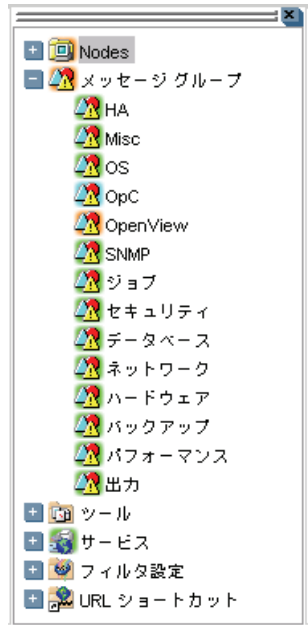 Nodes
メッセージ グループ
HA
Misc
OS
OpC
OpenView
SNMP
ジョブ
セキュリティ
データベース
ネットワーク
ハードウェア
バックアップ
パフォーマンス
出力
ツール
サービス
フィルタ設定
URL ショートカット